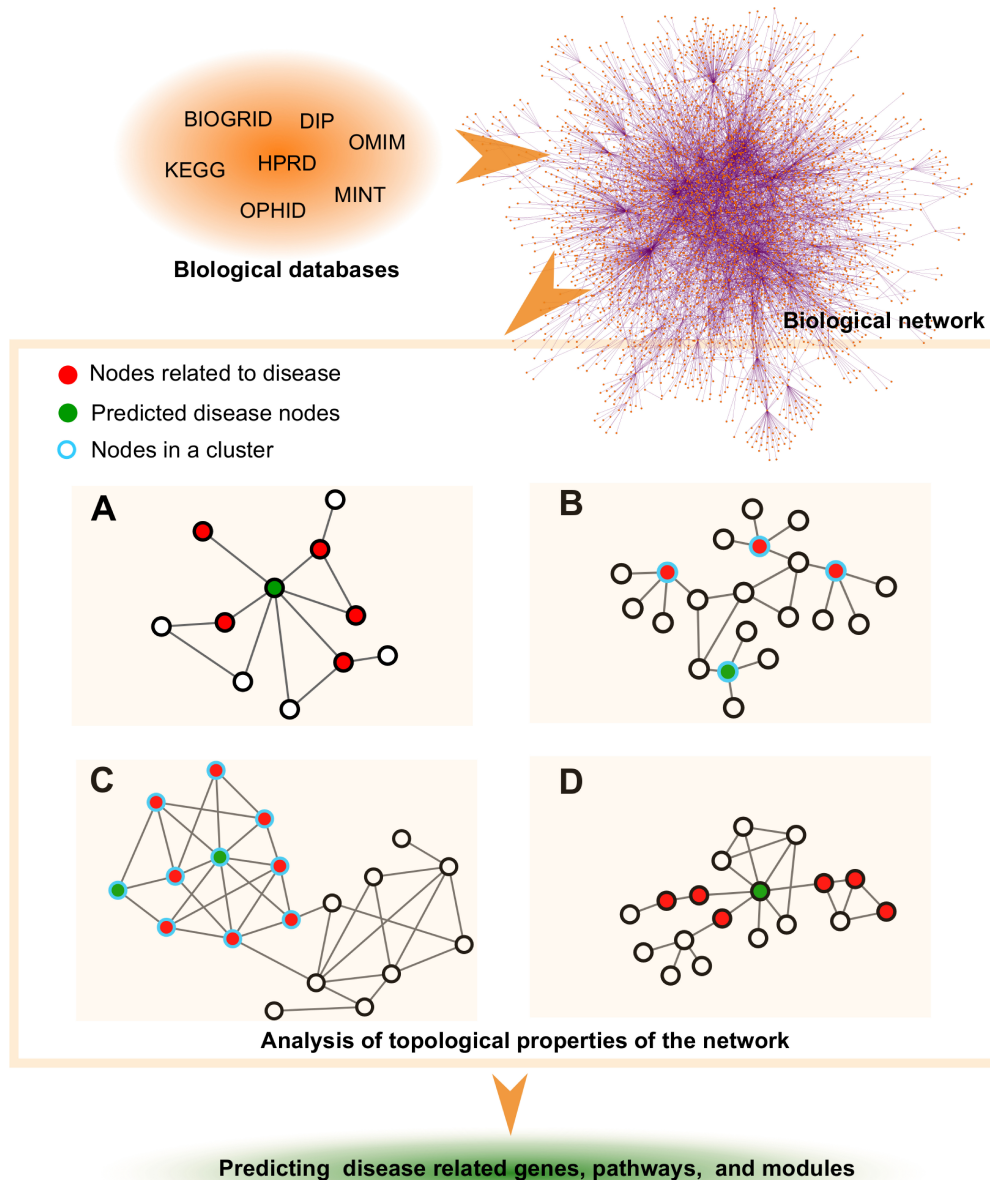 BIOGRID DIP
OMIM
KEGG HPRD
MINT
OPHID
BIological databases
Biological network
Nodes related to disease
Predicted disease nodes
Nodes in a cluster
A
B
C
D
Analysis of topological properties of the network
Predicting disease related genes, pathways, and modules